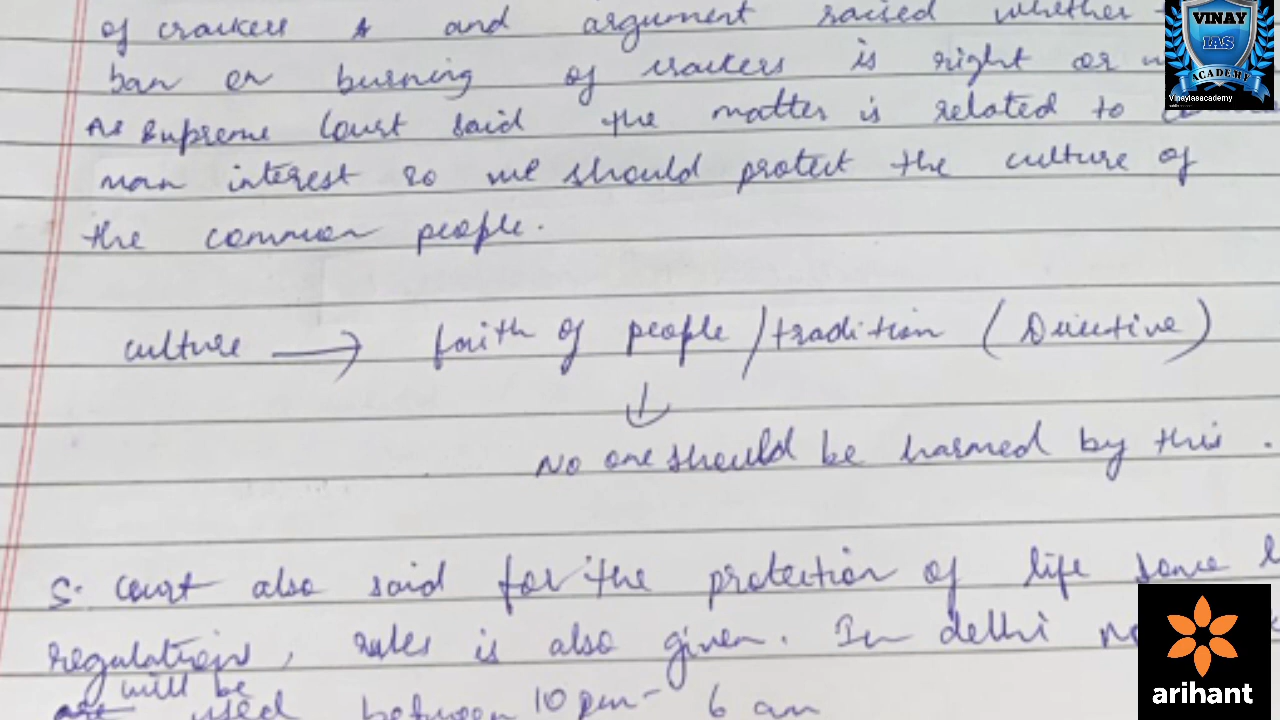 of crackers and argument raised whether
ban on burning of crackers is right or
As Supreme Court said the matter is related to
man interest so we should protect the culture of
the common people.
culture → faith of people / tradition (Directive)
↓
No one should be harmed by this.
S. Court also said for the protection of life some
regulations, rules is also given. In delhi
will be
used between 10 pm - 6 am
VINAY
IAS
ACADEMY
Vinayiasacademy
arihant